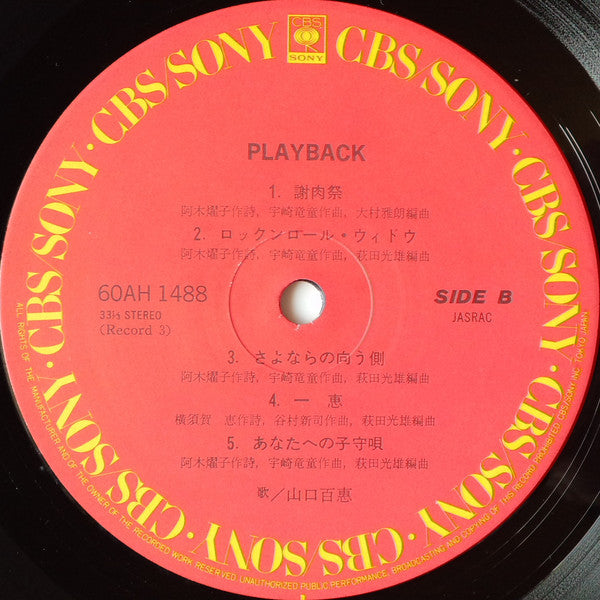 CBS
SONY
CBS/SONY · CBS/SONY · CBS/SONY · CBS/SONY · CBS/SONY · CBS/SONY · CBS/SONY · CBS/SONY
PLAYBACK
1. 謝肉祭
阿木燿子作詩, 宇崎竜童作曲, 大村雅朗編曲
2. ロックンロール・ウィドウ
阿木燿子作詩, 宇崎竜童作曲, 萩田光雄編曲
60AH 1488
SIDE B
33⅓ STEREO
JASRAC
(Record 3)
3. さよならの向う側
阿木燿子作詩, 宇崎竜童作曲, 萩田光雄編曲
4. 一 恵
横須賀 恵作詩, 谷村新司作曲, 萩田光雄編曲
5. あなたへの子守唄
阿木燿子作詩, 宇崎竜童作曲, 萩田光雄編曲
歌／山口百惠
ALL RIGHTS OF THE MANUFACTURER AND OF THE OWNER OF THE RECORDED WORK RESERVED. UNAUTHORIZED PUBLIC PERFORMANCE, BROADCASTING AND COPYING OF THIS RECORD PROHIBITED. CBS/SONY INC. TOKYO JAPAN.